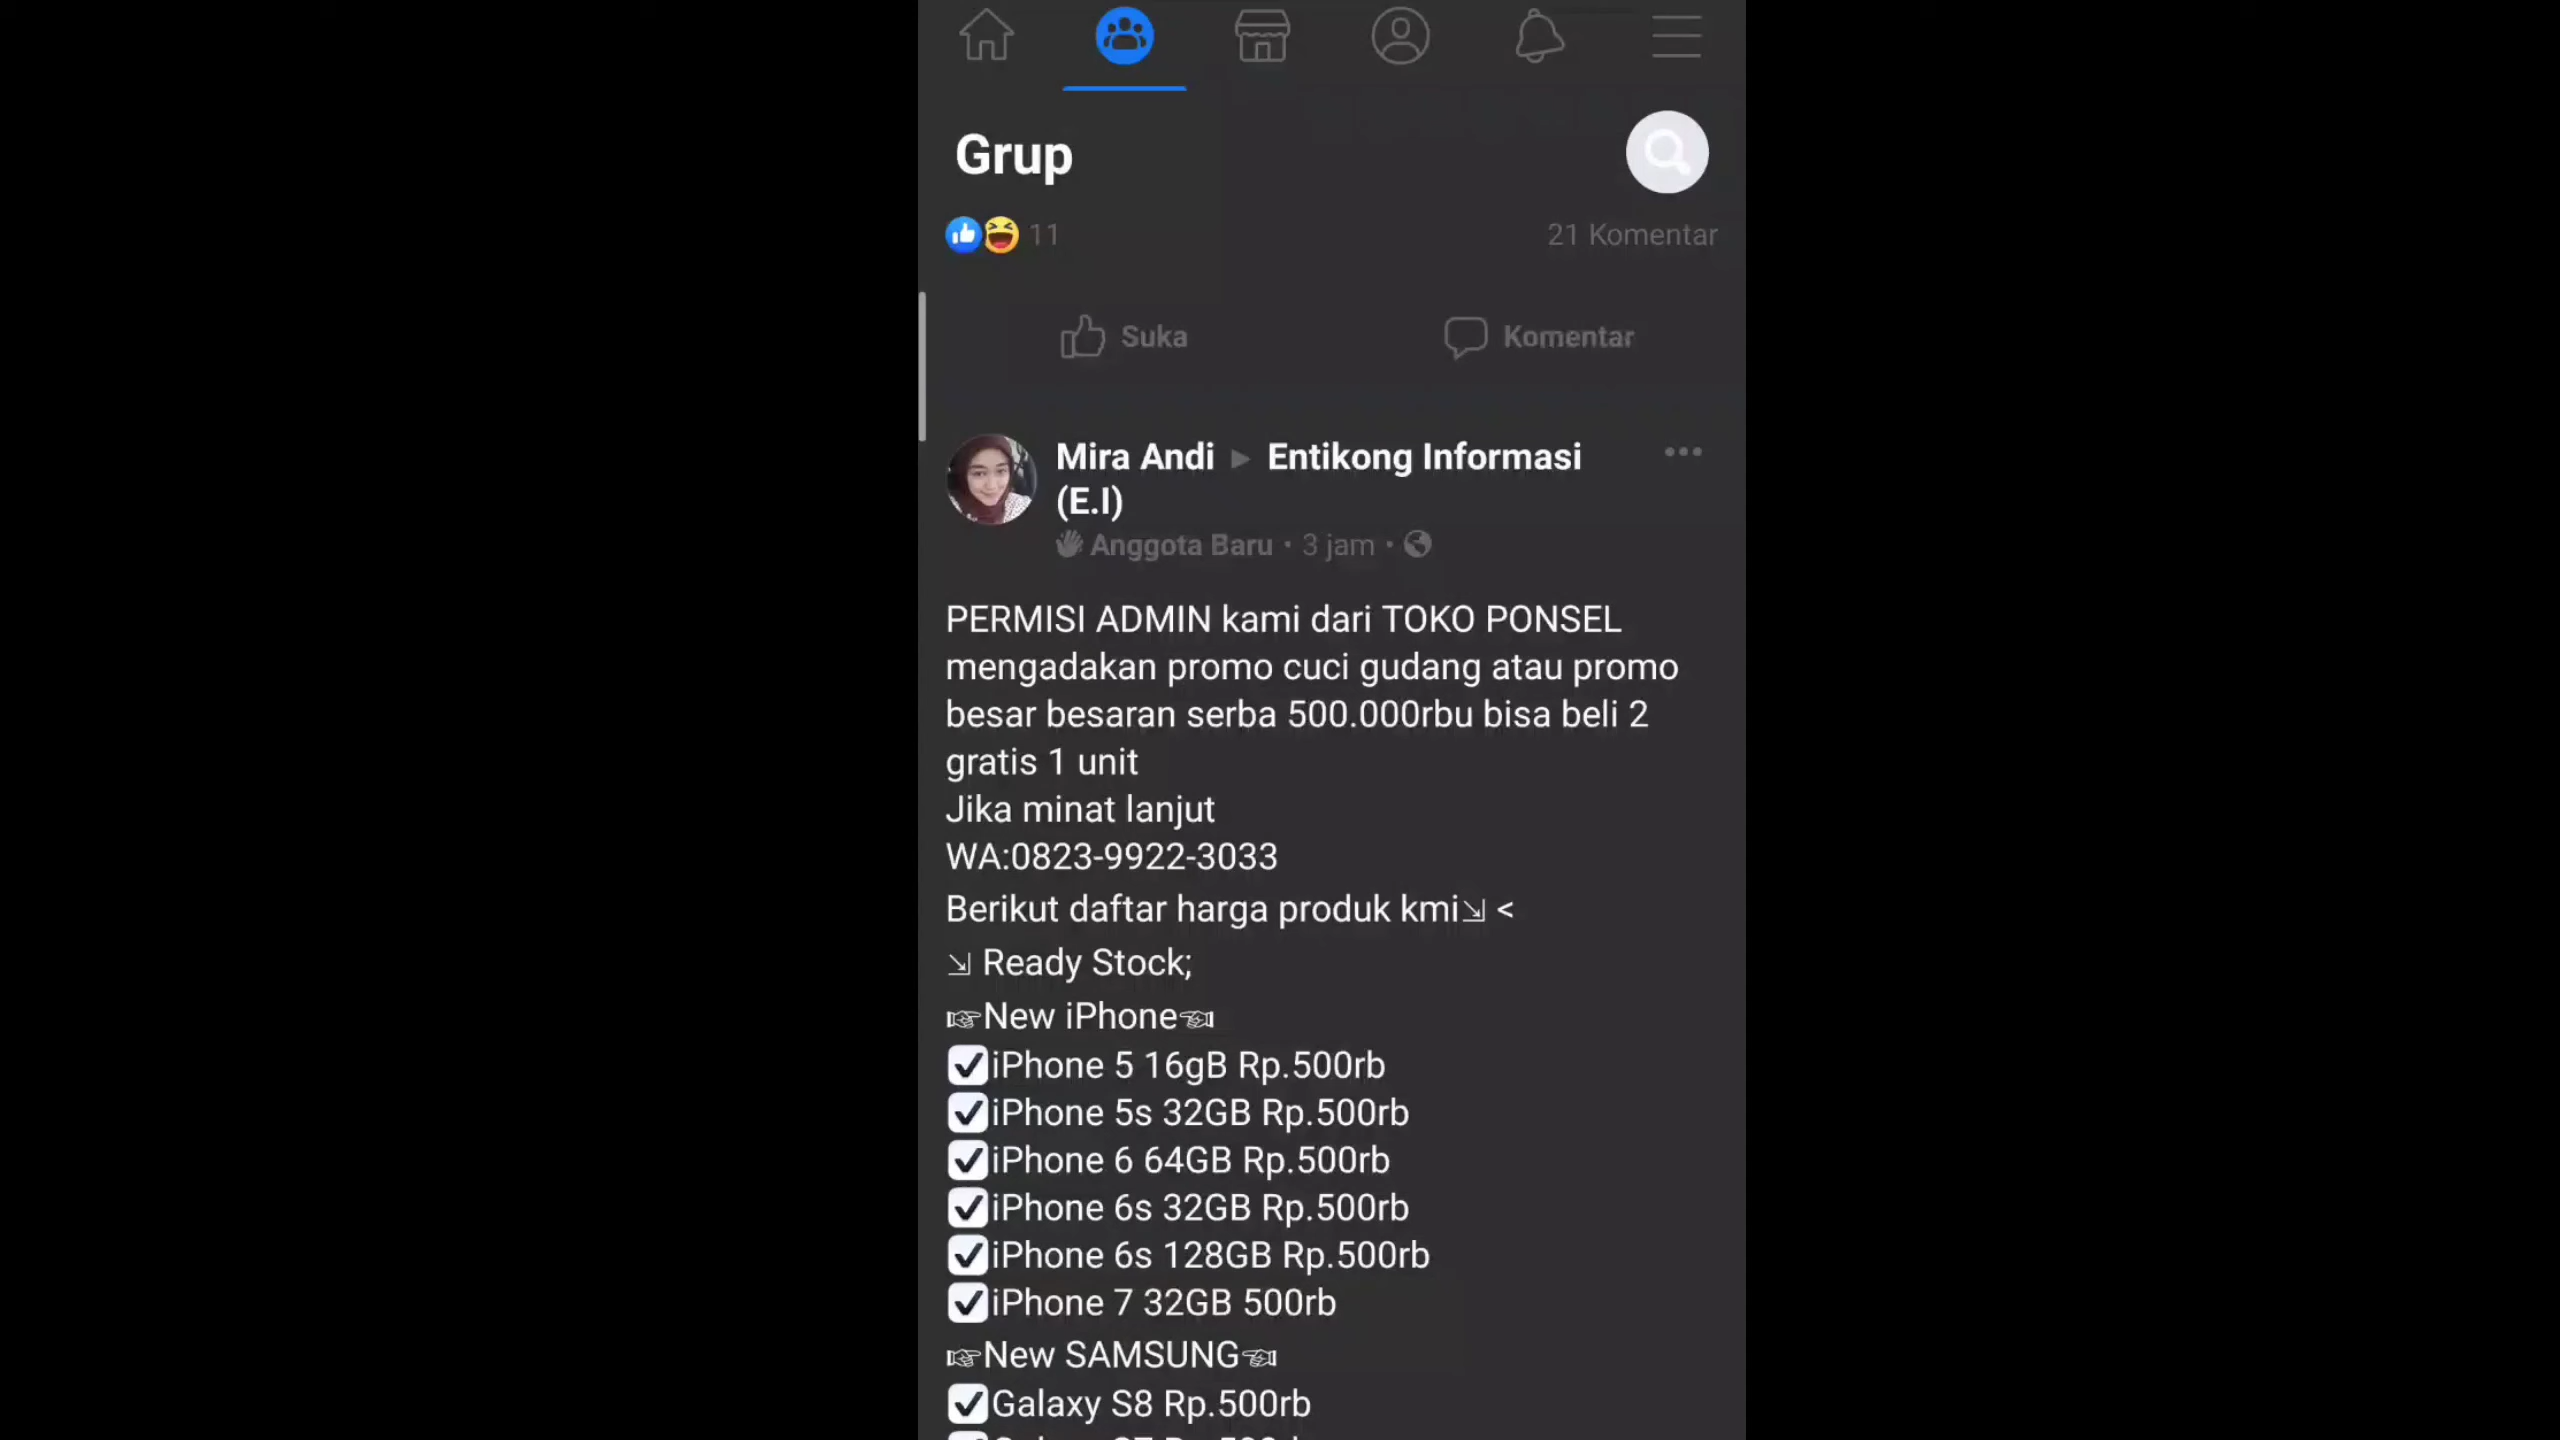 Grup
11
21 Komentar
Suka
Komentar
Mira Andi ▶ Entikong Informasi
(E.I)
Anggota Baru • 3 jam •
PERMISI ADMIN kami dari TOKO PONSEL
mengadakan promo cuci gudang atau promo
besar besaran serba 500.000rbu bisa beli 2
gratis 1 unit
Jika minat lanjut
WA:0823-9922-3033
Berikut daftar harga produk kmi⇲ <
⇲ Ready Stock;
☞New iPhone☜
✔iPhone 5 16gB Rp.500rb
✔iPhone 5s 32GB Rp.500rb
✔iPhone 6 64GB Rp.500rb
✔iPhone 6s 32GB Rp.500rb
✔iPhone 6s 128GB Rp.500rb
✔iPhone 7 32GB 500rb
☞New SAMSUNG☜
✔Galaxy S8 Rp.500rb